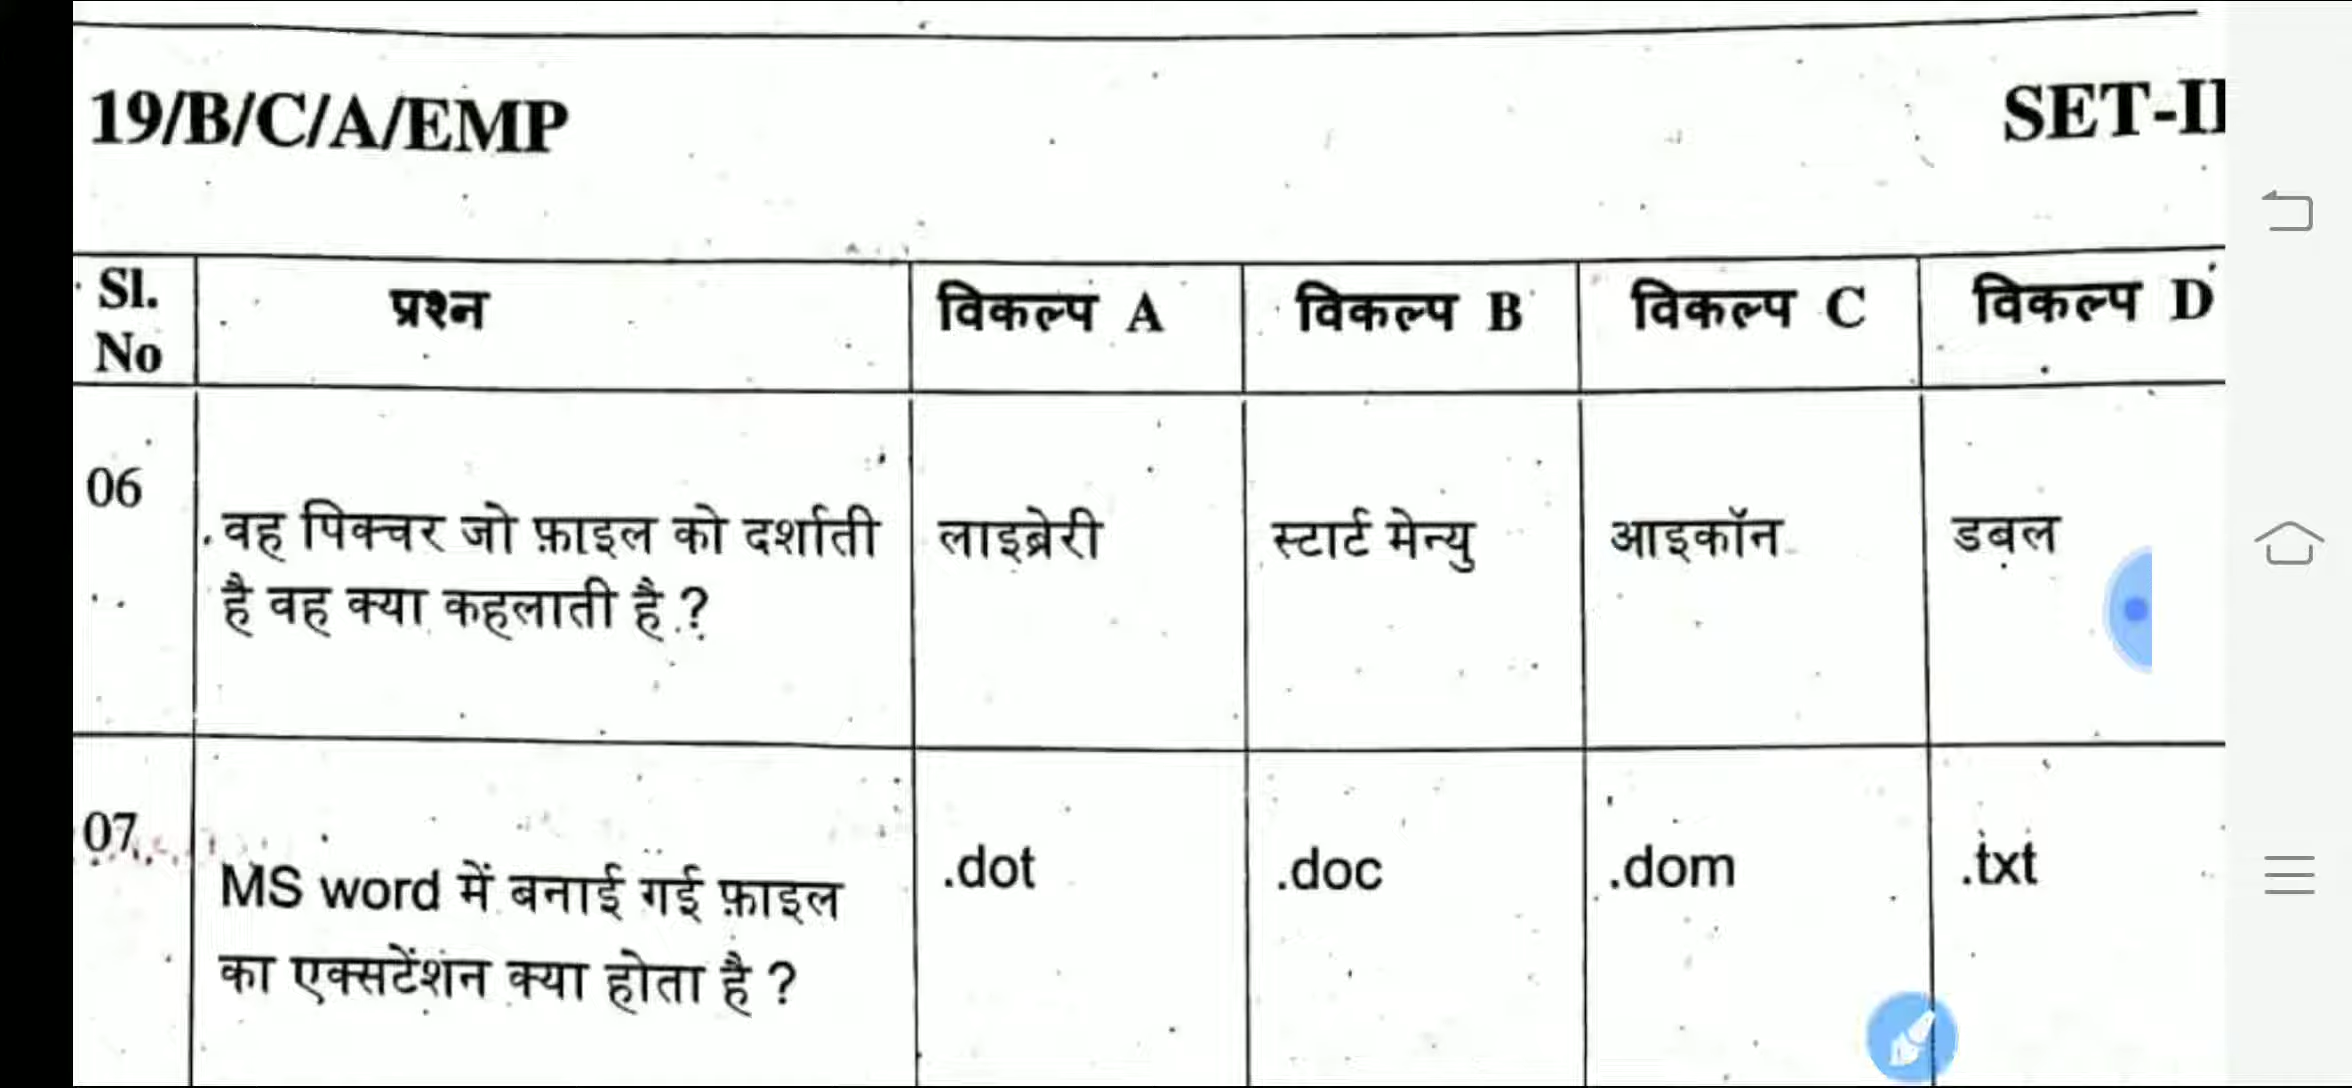 19/B/C/A/EMP SET-II
Sl. No प्रश्न विकल्प A विकल्प B विकल्प C विकल्प D
06 वह पिक्चर जो फ़ाइल को दर्शाती लाइब्रेरी स्टार्ट मेन्यु आइकॉन डबल
है वह क्या कहलाती है ?
07 MS word में बनाई गई फ़ाइल .dot .doc .dom .txt
का एक्सटेंशन क्या होता है ?